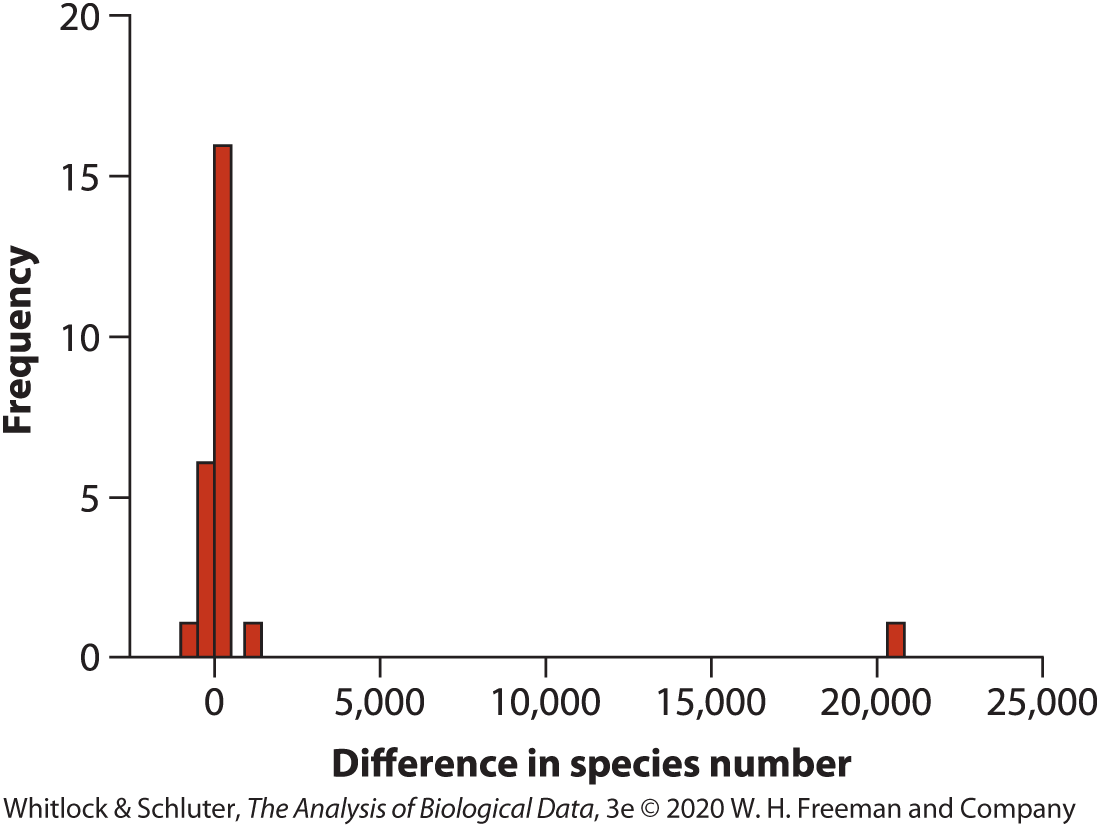 20
15
10
5
0
Frequency
0 5,000 10,000 15,000 20,000 25,000
Difference in species number
Whitlock & Schluter, The Analysis of Biological Data, 3e © 2020 W. H. Freeman and Company